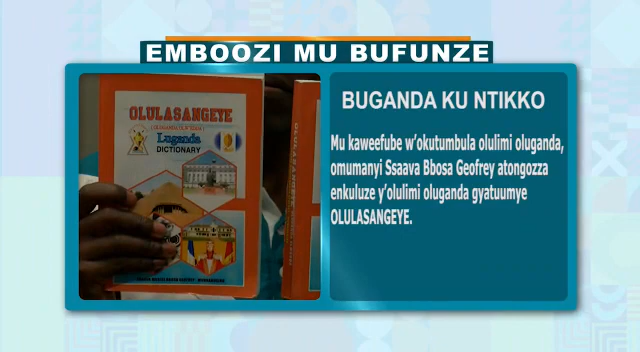 EMBOOZI MU BUFUNZE
BUGANDA KU NTIKKO
Mu kaweefube w'okutumbula olulimi oluganda,
omumanyi Ssaava Bbosa Geofrey atongozza
enkuluze y'olulimi oluganda gyatuumye
OLULASANGEYE.
OLULASANGEYE
Luganda
DICTIONARY